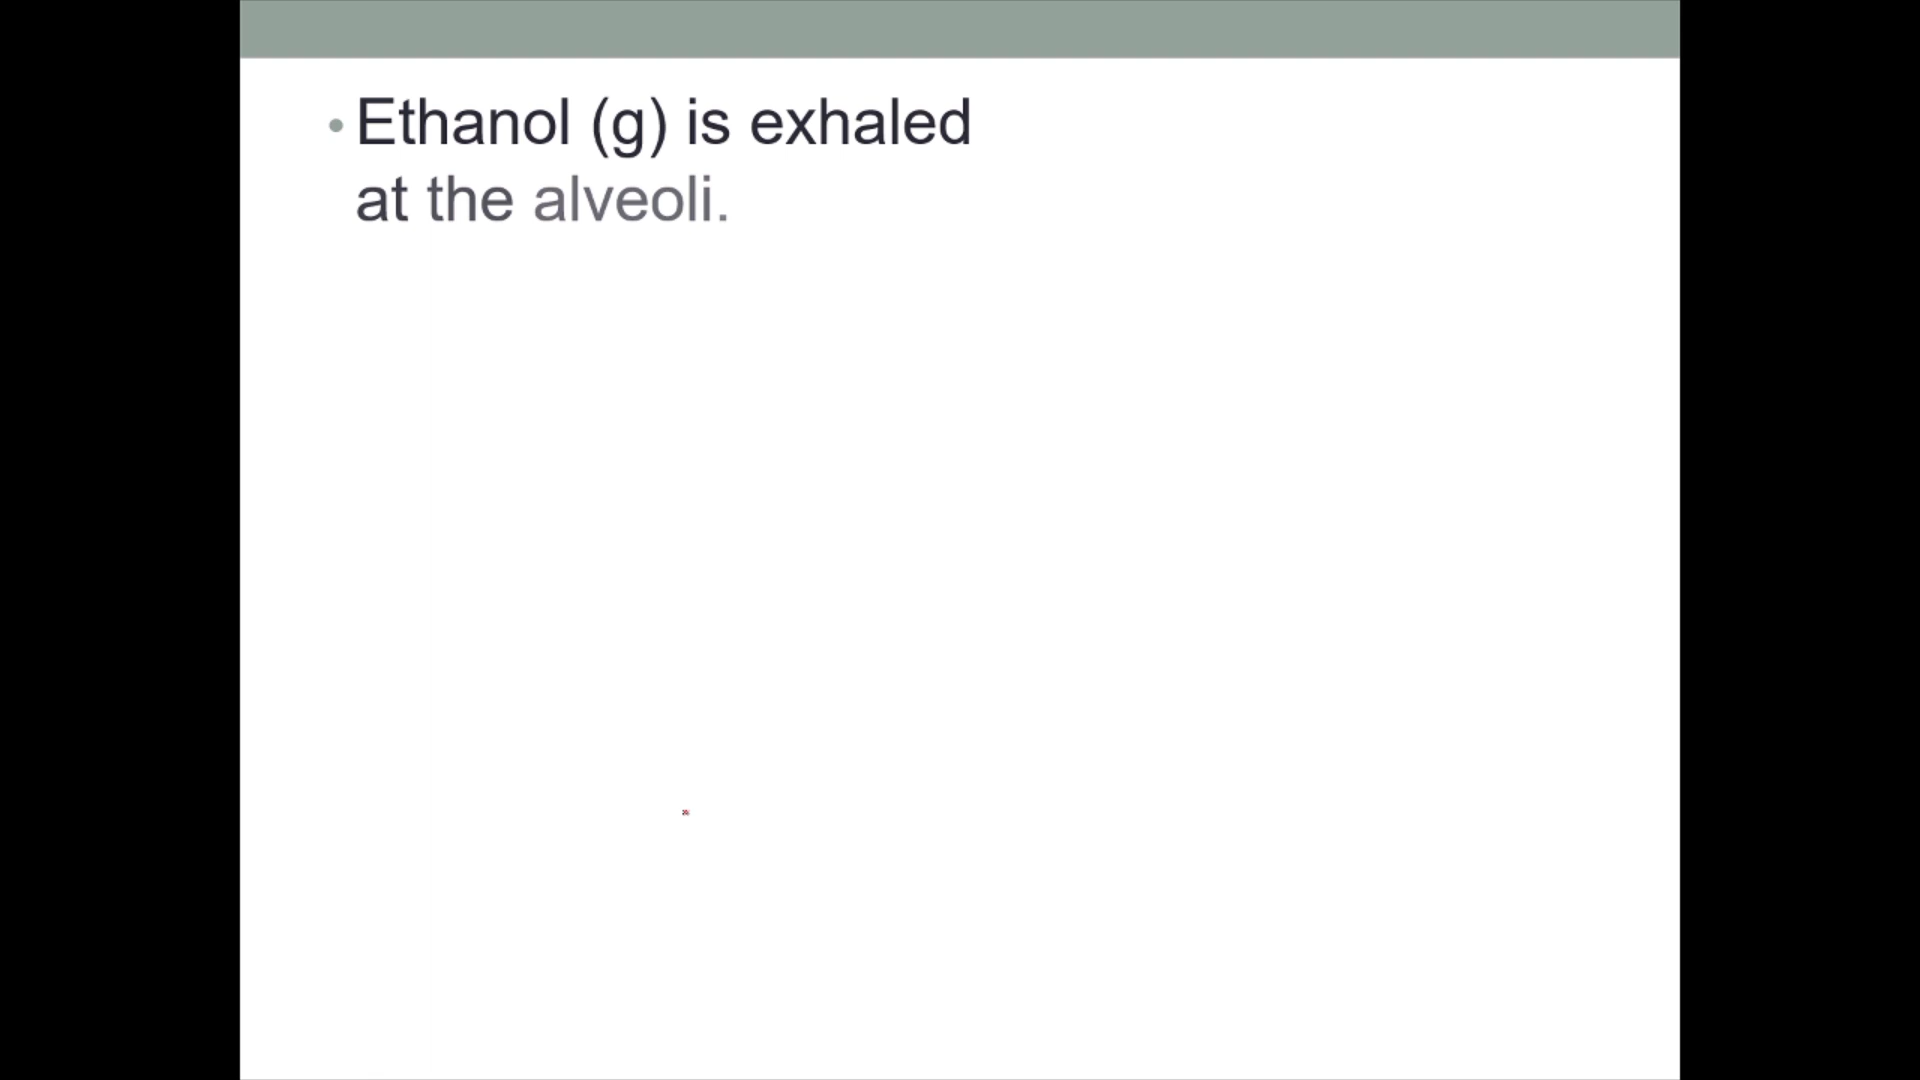 • Ethanol (g) is exhaled
at the alveoli.